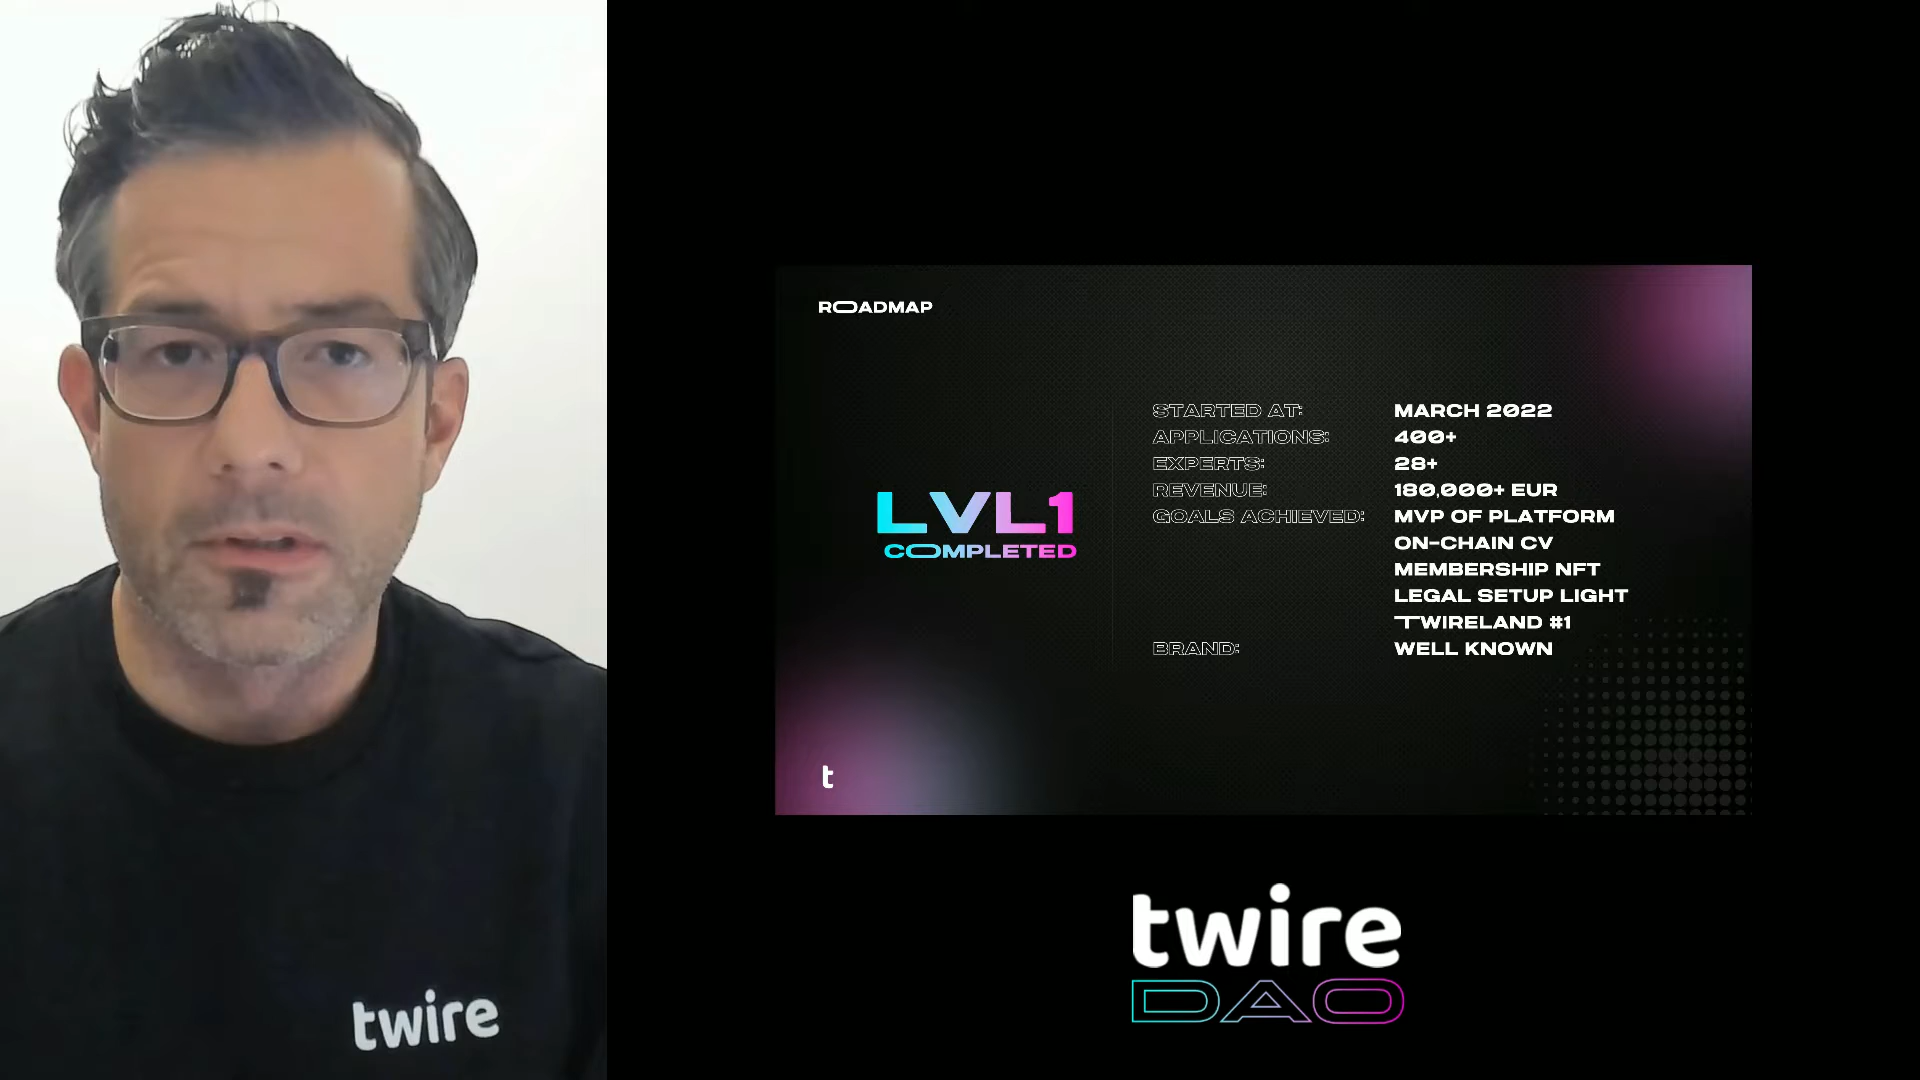 ROADMAP
LVL1
COMPLETED
STARTED AT: MARCH 2022
APPLICATIONS: 400+
EXPERTS: 28+
REVENUE: 180,000+ EUR
GOALS ACHIEVED: MVP OF PLATFORM
ON-CHAIN CV
MEMBERSHIP NFT
LEGAL SETUP LIGHT
TWIRELAND #1
BRAND: WELL KNOWN
t
twire
DAO
twire